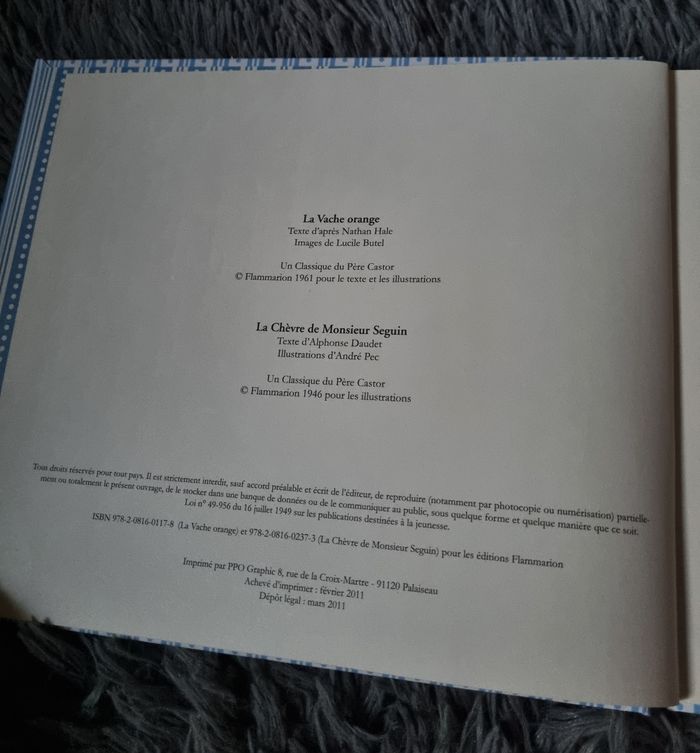 La Vache orange
Texte d'après Nathan Hale
Images de Lucile Butel
Un Classique du Père Castor
© Flammarion 1961 pour le texte et les illustrations
La Chèvre de Monsieur Seguin
Texte d'Alphonse Daudet
Illustrations d'André Pec
Un Classique du Père Castor
© Flammarion 1946 pour les illustrations
Tous droits réservés pour tout pays. Il est strictement interdit, sauf accord préalable et écrit de l'éditeur, de reproduire (notamment par photocopie ou numérisation) partielle-
ment ou totalement le présent ouvrage, de le stocker dans une banque de données ou de le communiquer au public, sous quelque forme et quelque manière que ce soit.
Loi n° 49-956 du 16 juillet 1949 sur les publications destinées à la jeunesse.
ISBN 978-2-0816-0117-8 (La Vache orange) et 978-2-0816-0237-3 (La Chèvre de Monsieur Seguin) pour les éditions Flammarion
Imprimé par PPO Graphic 8, rue de la Croix-Martre - 91120 Palaiseau
Achevé d'imprimer : février 2011
Dépôt légal : mars 2011